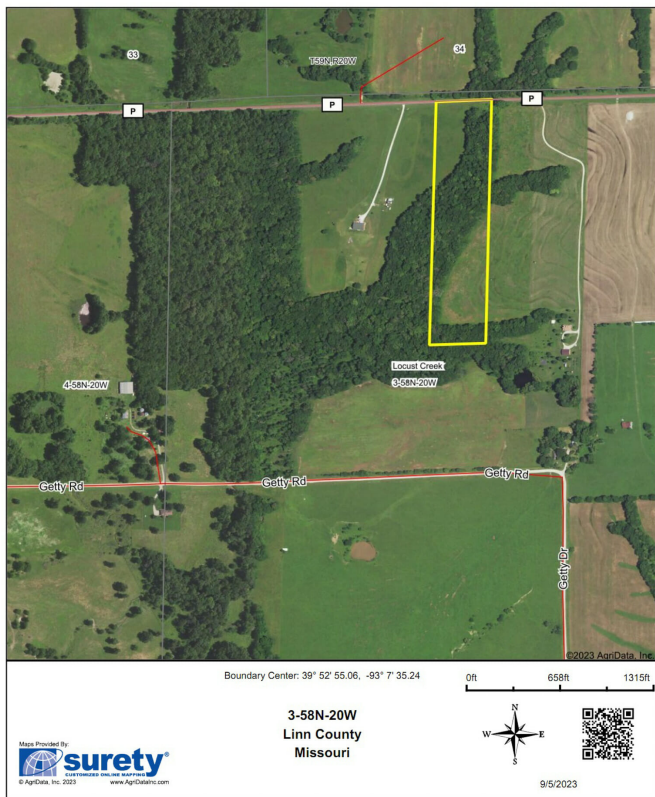 33
34
T59N,R20W
P
P
P
Locust Creek
3-58N-20W
4-58N-20W
Getty Rd
Getty Rd
Getty Rd
Getty Dr
©2023 AgriData, Inc.
Boundary Center: 39° 52' 55.06, -93° 7' 35.24
0ft 658ft 1315ft
3-58N-20W
Linn County
Missouri
N
W E
S
Maps Provided By:
surety®
CUSTOMIZED ONLINE MAPPING
© AgriData, Inc. 2023 www.AgriDataInc.com
9/5/2023